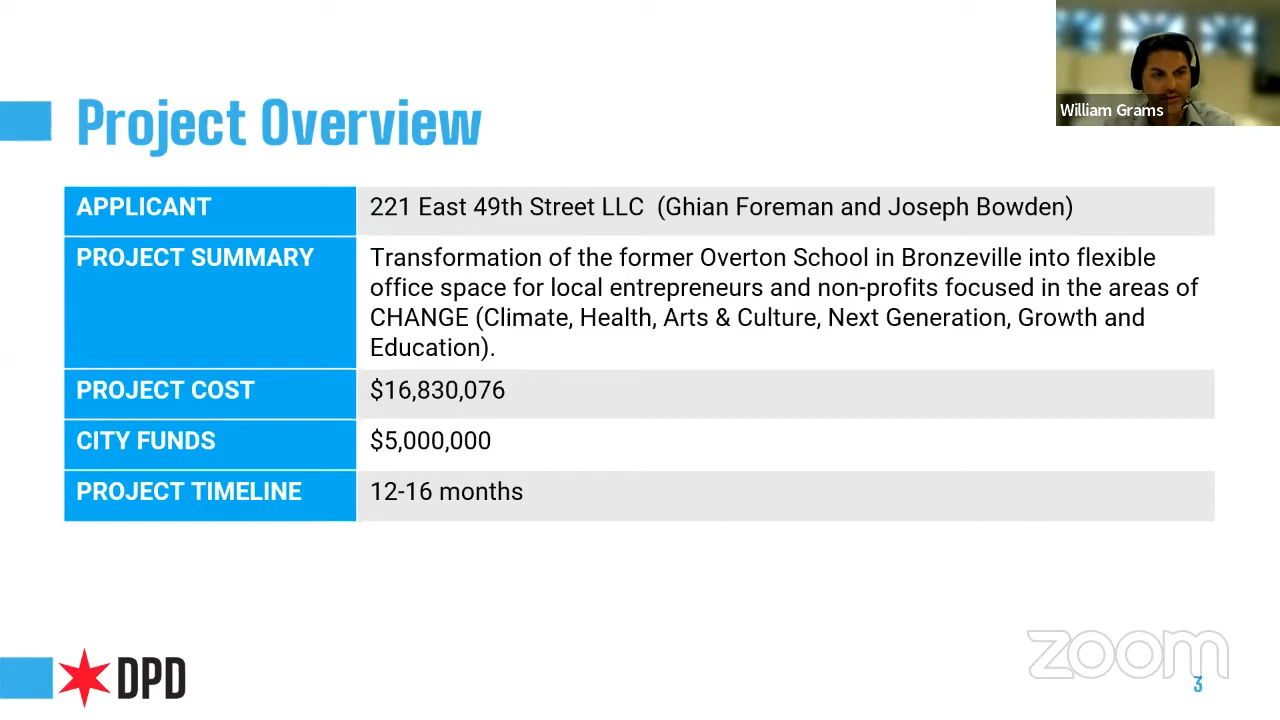 William Grams
Project Overview
APPLICANT
221 East 49th Street LLC (Ghian Foreman and Joseph Bowden)
PROJECT SUMMARY
Transformation of the former Overton School in Bronzeville into flexible
office space for local entrepreneurs and non-profits focused in the areas of
CHANGE (Climate, Health, Arts & Culture, Next Generation, Growth and
Education).
PROJECT COST
$16,830,076
CITY FUNDS
$5,000,000
PROJECT TIMELINE
12-16 months
DPD
zoom
3